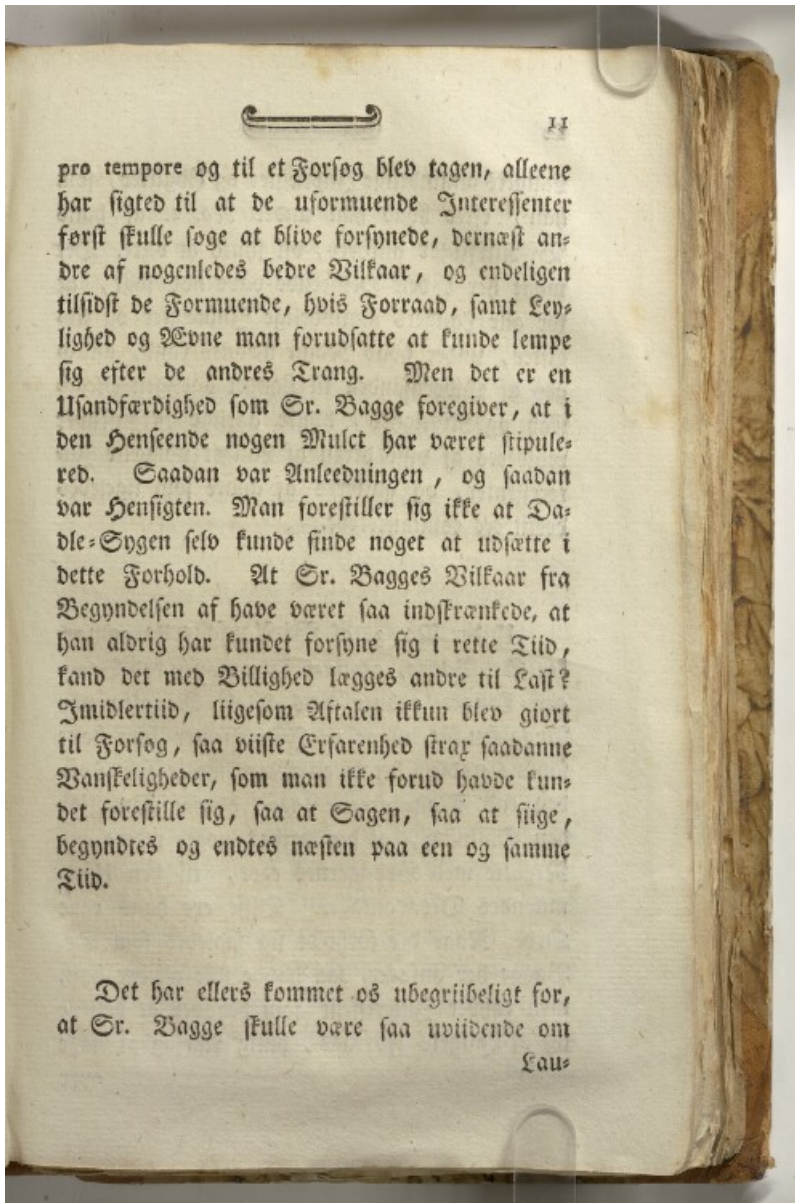 11
pro tempore og til et Forsøg blev tagen, alleene
har sigted til at de uformuende Interessenter
først skulle søge at blive forsynede, dernæst an-
dre af nogenledes bedre Vilkaar, og endeligen
tilsidst de Formuende, hvis Forraad, samt Ley-
lighed og Ævne man forudsatte at kunde lempe
sig efter de andres Trang. Men det er en
Usandfærdighed som Sr. Bagge foregiver, at i
den Henseende nogen Mulct har været stipule-
red. Saadan var Anleedningen, og saadan
var Hensigten. Man forestiller sig ikke at Da-
dle-Sygen selv kunde finde noget at udsætte i
dette Forhold. At Sr. Bagges Vilkaar fra
Begyndelsen af have været saa indskrænkede, at
han aldrig har kundet forsyne sig i rette Tiid,
kand det med Billighed lægges andre til Last?
Imidlertiid, liigesom Aftalen ikkun blev giort
til Forsøg, saa viiste Erfarenhed strax saadanne
Vanskeligheder, som man ikke forud havde kun-
det forestille sig, saa at Sagen, saa at siige,
begyndtes og endtes næsten paa een og samme
Tiid.
Det har ellers kommet os ubegriibeligt for,
at Sr. Bagge skulle være saa uviidende om
Lau-